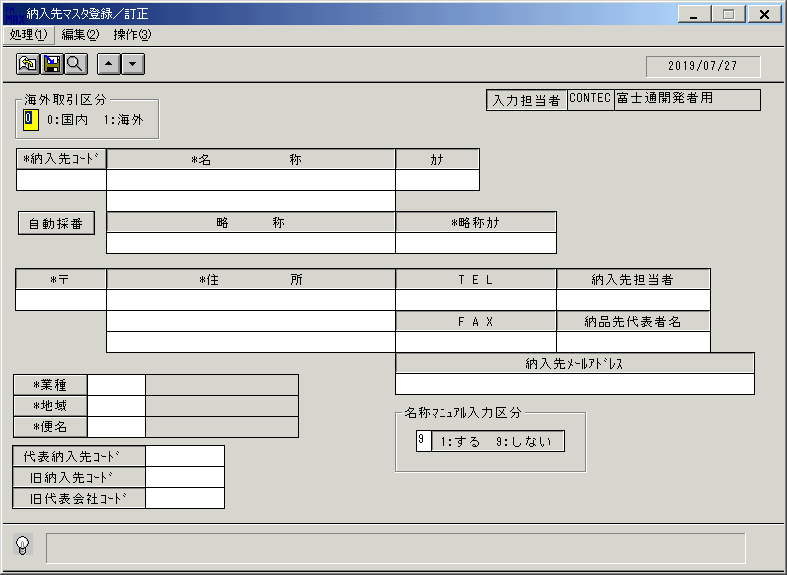 納入先マスタ登録／訂正
処理(1) 編集(2) 操作(3)
2019/07/27
海外取引区分
0 0:国内 1:海外
入力担当者 CONTEC 富士通開発者用
*納入先ｺｰﾄﾞ *名 称 ｶﾅ
自動採番 略 称 *略称ｶﾅ
*〒 *住 所 ＴＥＬ 納入先担当者
ＦＡＸ 納品先代表者名
納入先ﾒｰﾙｱﾄﾞﾚｽ
*業種
*地域
*便名
名称ﾏﾆｭｱﾙ入力区分
9 1:する 9:しない
代表納入先ｺｰﾄﾞ
旧納入先ｺｰﾄﾞ
旧代表会社ｺｰﾄﾞ